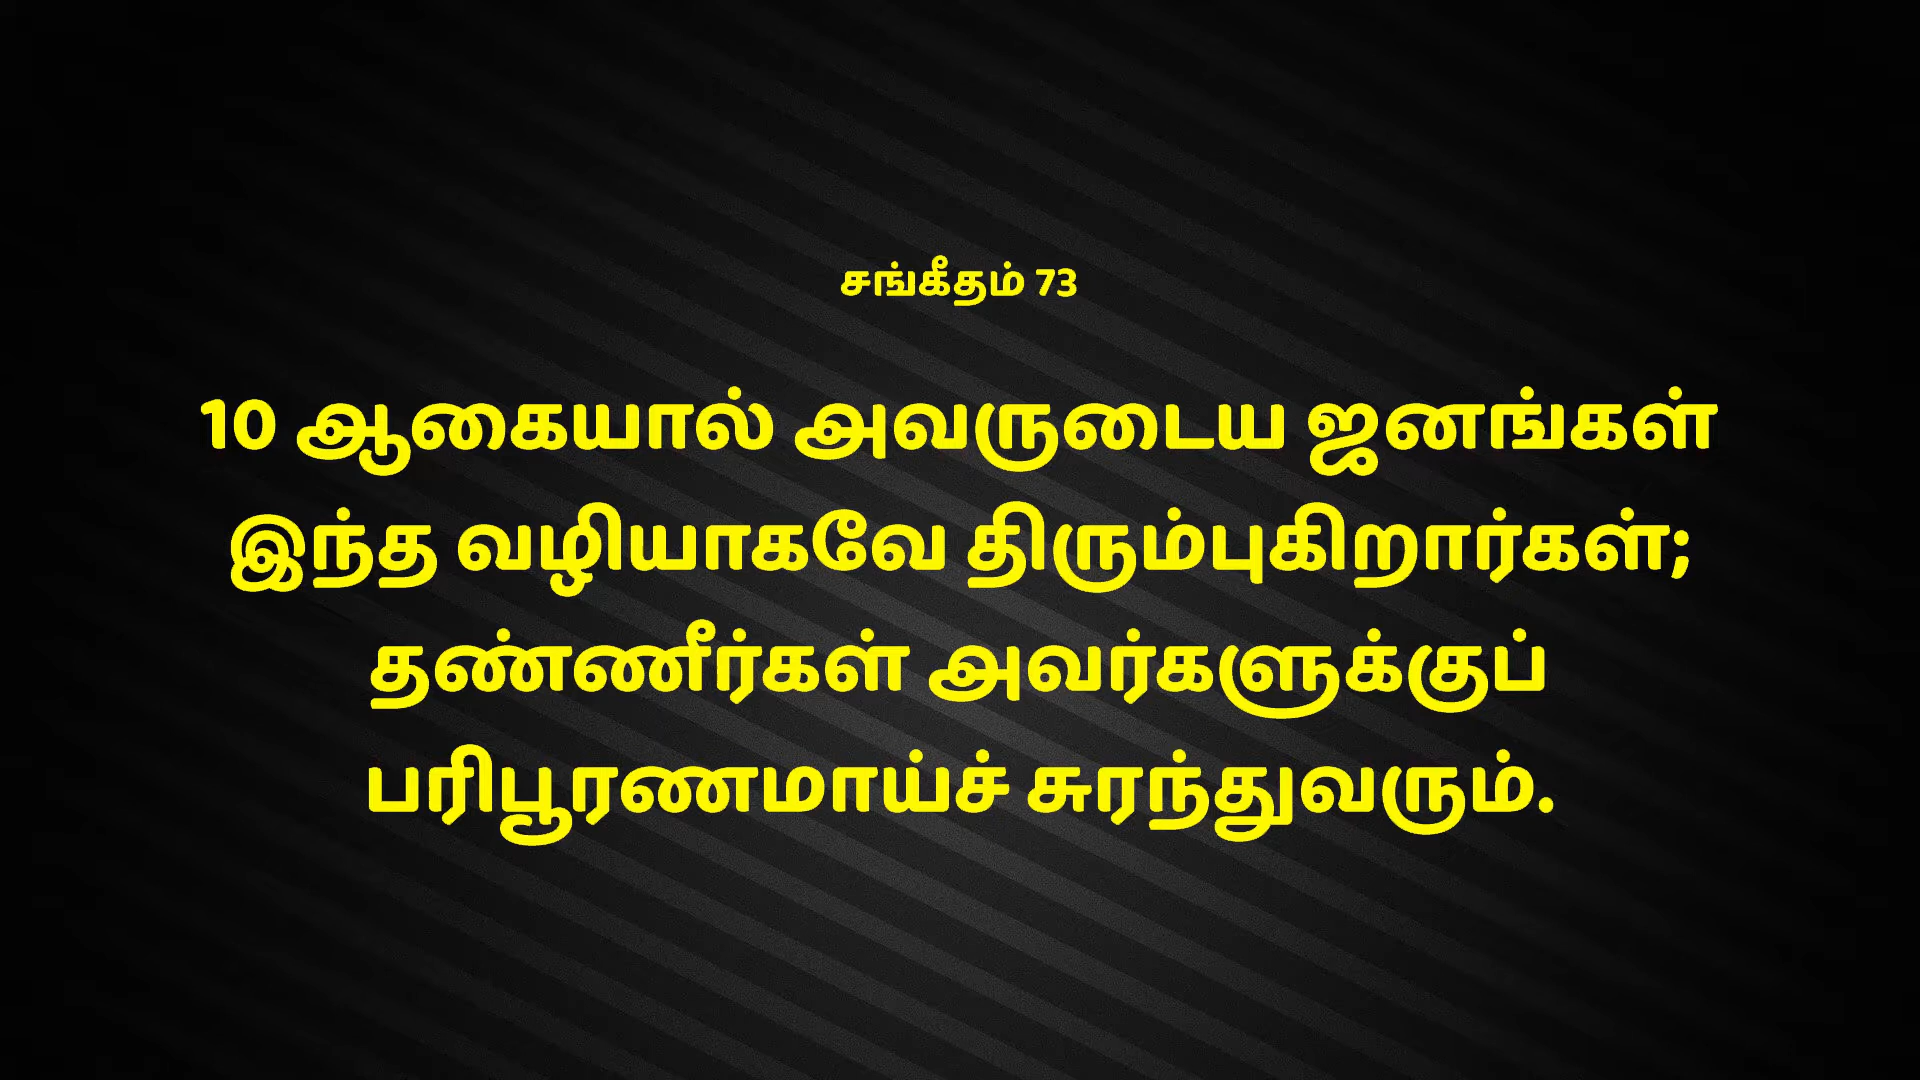 சங்கீதம் 73
10 ஆகையால் அவருடைய ஜனங்கள்
இந்த வழியாகவே திரும்புகிறார்கள்;
தண்ணீர்கள் அவர்களுக்குப்
பரிபூரணமாய்ச் சுரந்துவரும்.